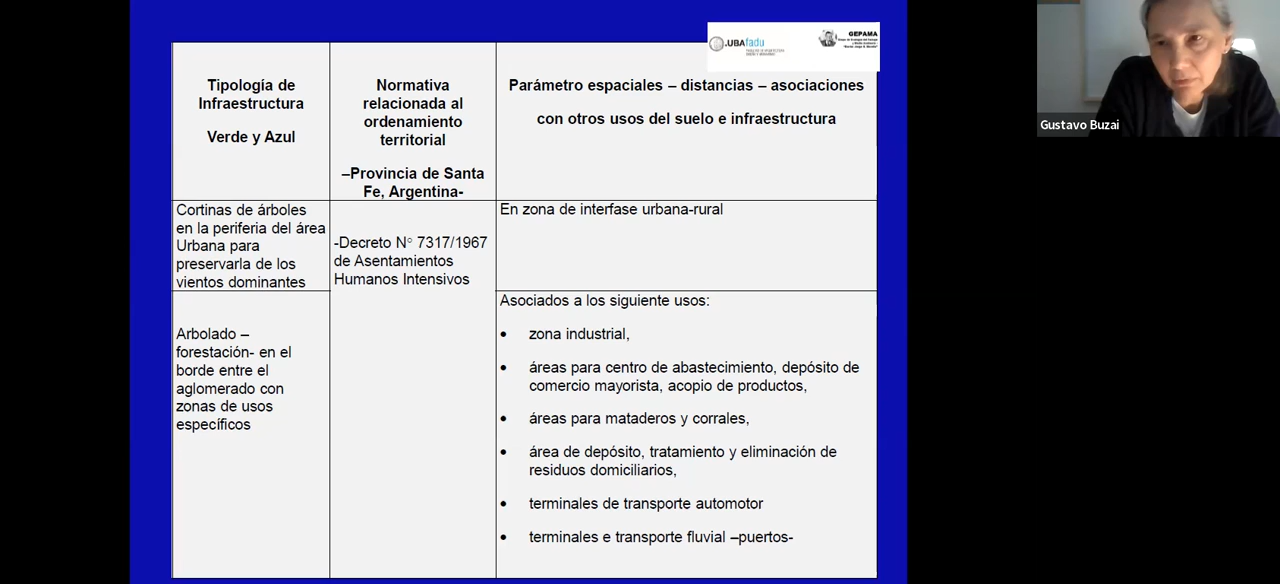 .UBAfadu
GEPAMA
Tipología de
Infraestructura
Verde y Azul
Normativa
relacionada al
ordenamiento
territorial
–Provincia de Santa
Fe, Argentina-
Parámetro espaciales – distancias – asociaciones
con otros usos del suelo e infraestructura
Cortinas de árboles
en la periferia del área
Urbana para
preservarla de los
vientos dominantes
-Decreto N° 7317/1967
de Asentamientos
Humanos Intensivos
En zona de interfase urbana-rural
Arbolado –
forestación- en el
borde entre el
aglomerado con
zonas de usos
específicos
Asociados a los siguiente usos:
• zona industrial,
• áreas para centro de abastecimiento, depósito de
comercio mayorista, acopio de productos,
• áreas para mataderos y corrales,
• área de depósito, tratamiento y eliminación de
residuos domiciliarios,
• terminales de transporte automotor
• terminales e transporte fluvial –puertos-
Gustavo Buzai